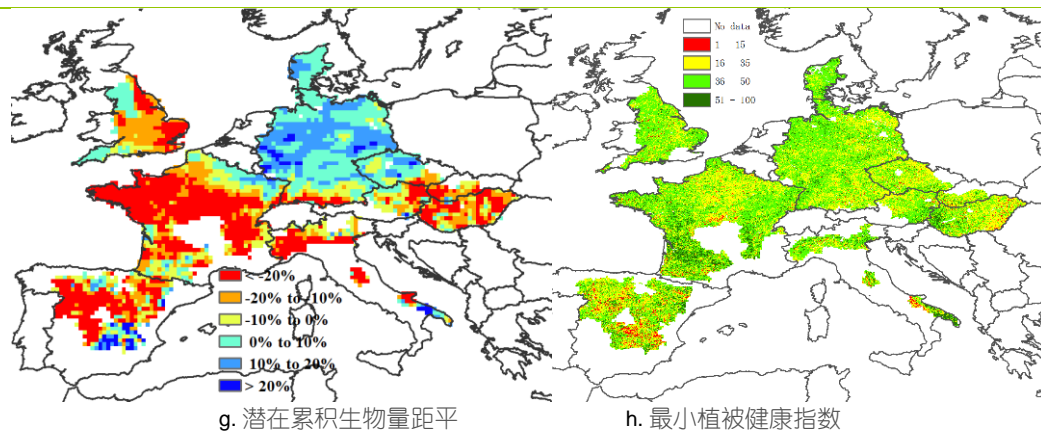 No data
1 15
16 35
36 50
51 - 100
< -20%
-20% to -10%
-10% to 0%
0% to 10%
10% to 20%
> 20%
g. 潜在累积生物量距平
h. 最小植被健康指数